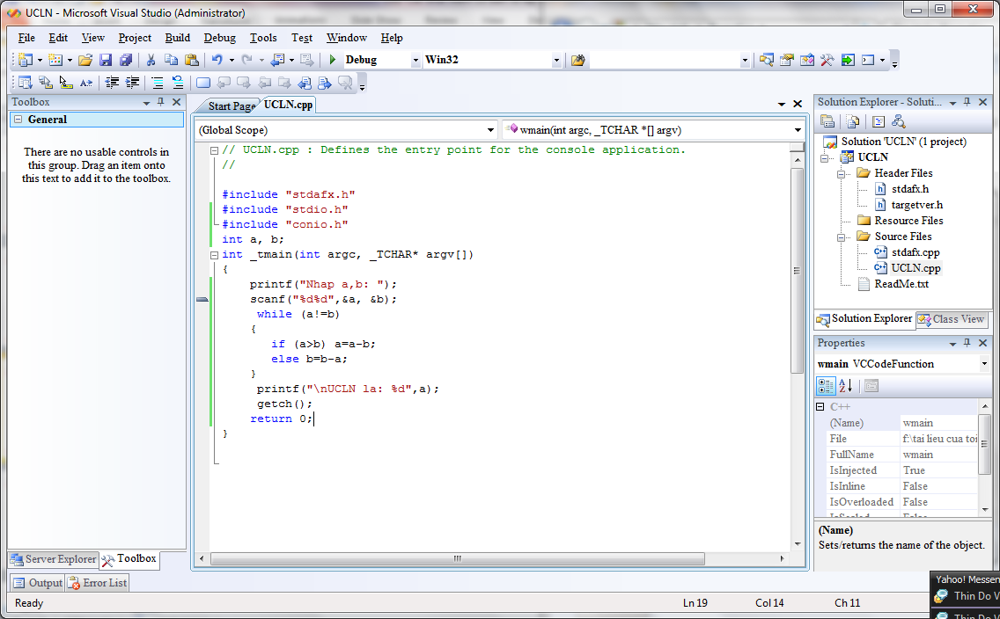 UCLN - Microsoft Visual Studio (Administrator)
File Edit View Project Build Debug Tools Test Window Help
Debug Win32
Toolbox
General
There are no usable controls in
this group. Drag an item onto
this text to add it to the toolbox.
Server Explorer Toolbox
Start Page UCLN.cpp
(Global Scope) wmain(int argc, _TCHAR *[] argv)
// UCLN.cpp : Defines the entry point for the console application.
//
#include "stdafx.h"
#include "stdio.h"
#include "conio.h"
int a, b;
int _tmain(int argc, _TCHAR* argv[])
{
printf("Nhap a,b: ");
scanf("%d%d",&a, &b);
while (a!=b)
{
if (a>b) a=a-b;
else b=b-a;
}
printf("\nUCLN la: %d",a);
getch();
return 0;
}
Solution Explorer - Soluti...
Solution 'UCLN' (1 project)
UCLN
Header Files
stdafx.h
targetver.h
Resource Files
Source Files
stdafx.cpp
UCLN.cpp
ReadMe.txt
Solution Explorer Class View
Properties
wmain VCCodeFunction
C++
(Name) wmain
File f:\tai lieu cua toi
FullName wmain
IsInjected True
IsInline False
IsOverloaded False
IsSealed False
(Name)
Sets/returns the name of the object.
Output Error List
Ready Ln 19 Col 14 Ch 11
Yahoo! Messen
Thin Do V
Thin Do V